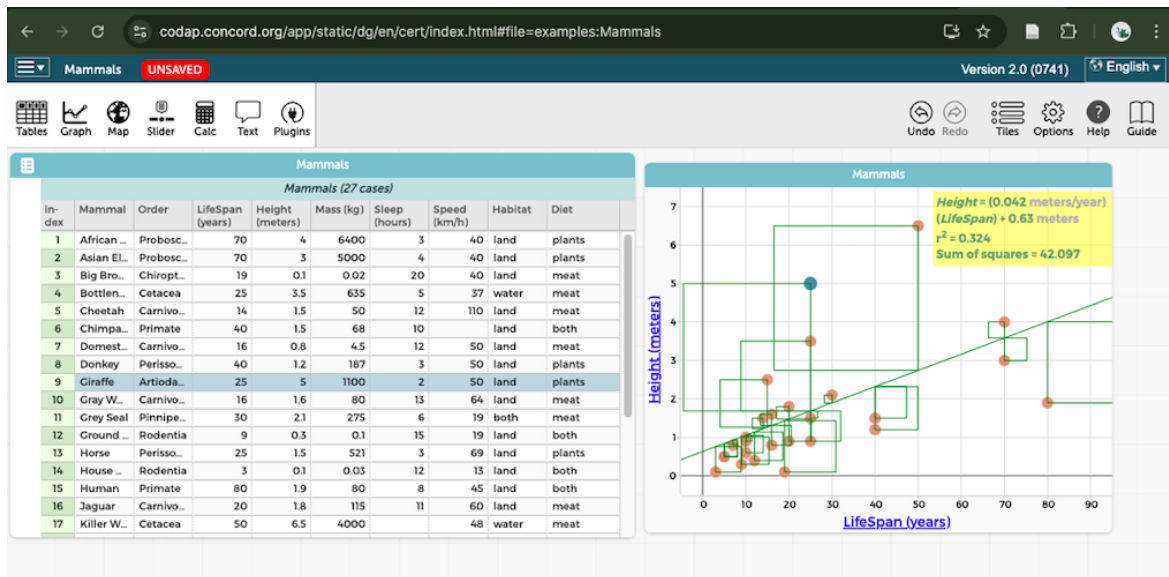 codap.concord.org/app/static/dg/en/cert/index.html#file=examples:Mammals
Mammals UNSAVED Version 2.0 (0741) English
Tables Graph Map Slider Calc Text Plugins Undo Redo Tiles Options Help Guide
Mammals
Mammals (27 cases)
in-dex Mammal Order LifeSpan (years) Height (meters) Mass (kg) Sleep (hours) Speed (km/h) Habitat Diet
1 African ... Probosc... 70 4 6400 3 40 land plants
2 Asian El... Probosc... 70 3 5000 4 40 land plants
3 Big Bro... Chiropt... 19 0.1 0.02 20 40 land meat
4 Bottlen... Cetacea 25 3.5 635 5 37 water meat
5 Cheetah Carnivo... 14 1.5 50 12 110 land meat
6 Chimpa... Primate 40 1.5 68 10 land both
7 Domest... Carnivo... 16 0.8 4.5 12 50 land meat
8 Donkey Perisso... 40 1.2 187 3 50 land plants
9 Giraffe Artioda... 25 5 1100 2 50 land plants
10 Gray W... Carnivo... 16 1.6 80 13 64 land meat
11 Grey Seal Pinnipe... 30 2.1 275 6 19 both meat
12 Ground ... Rodentia 9 0.3 0.1 15 19 land both
13 Horse Perisso... 25 1.5 521 3 69 land plants
14 House ... Rodentia 3 0.1 0.03 12 13 land both
15 Human Primate 80 1.9 80 8 45 land both
16 Jaguar Carnivo... 20 1.8 115 11 60 land meat
17 Killer W... Cetacea 50 6.5 4000 48 water meat
Mammals
Height = (0.042 meters/year)
(LifeSpan) + 0.63 meters
r² = 0.324
Sum of squares = 42.097
7
6
5
4
3
2
1
0
Height (meters)
0 10 20 30 40 50 60 70 80 90
LifeSpan (years)